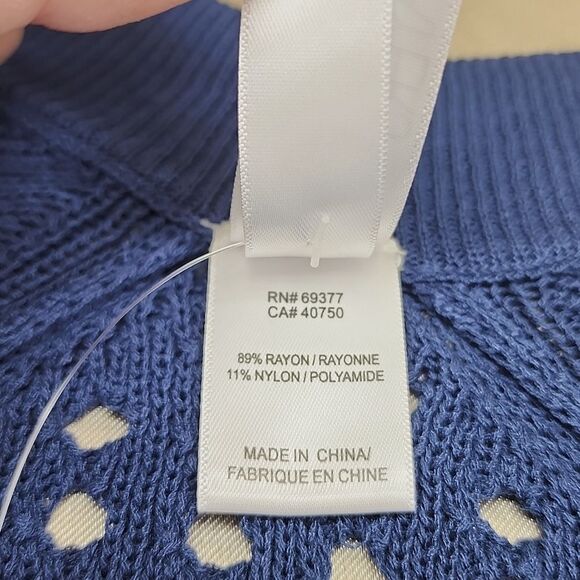 RN# 69377
CA# 40750
89% RAYON / RAYONNE
11% NYLON / POLYAMIDE
MADE IN CHINA/
FABRIQUE EN CHINE